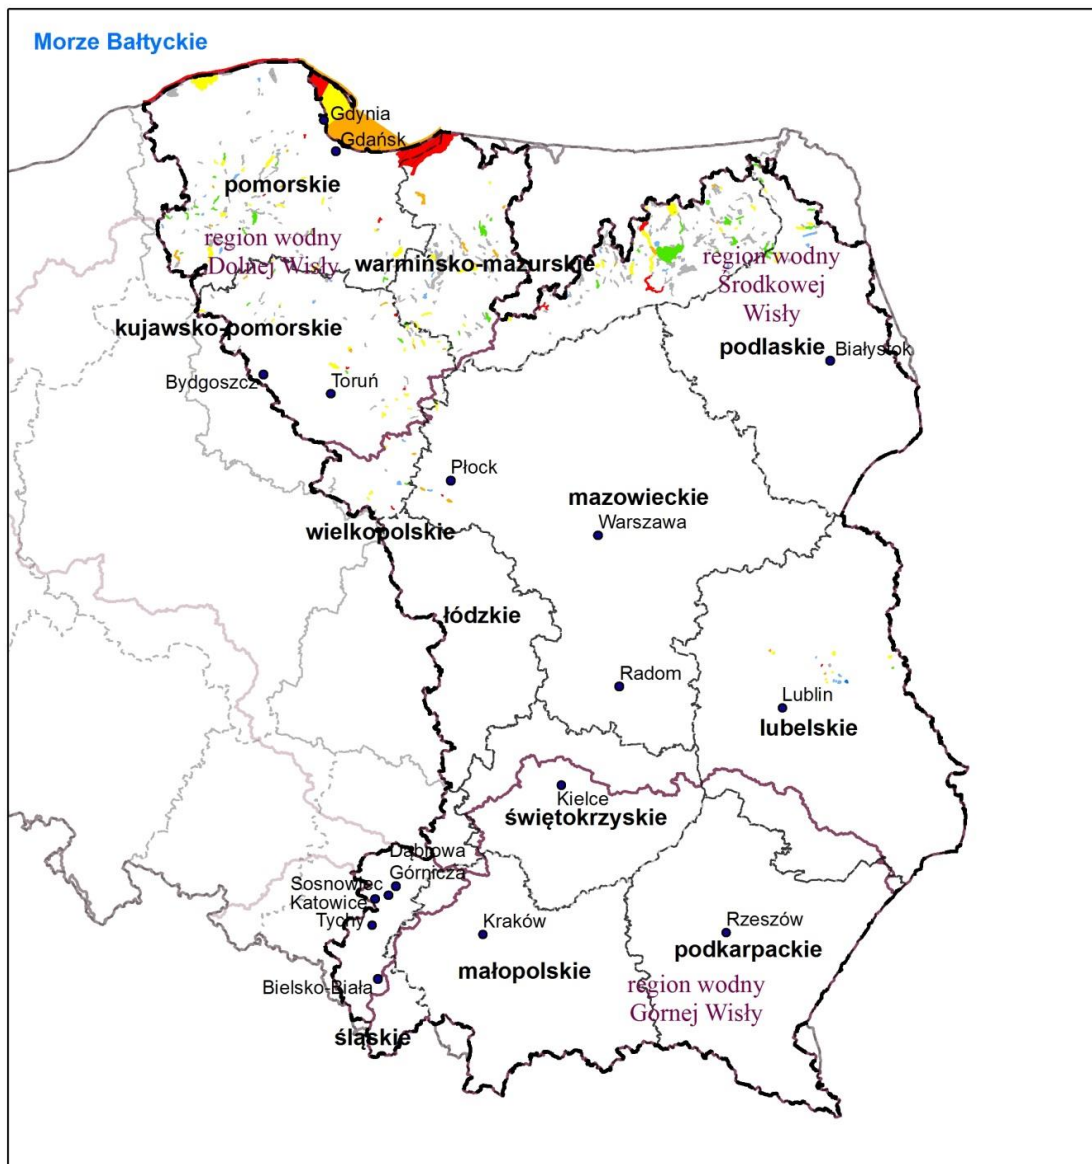 Morze Bałtyckie
Gdynia
Gdańsk
pomorskie
region wodny
Dolnej Wisły
warmińsko-mazurskie
region wodny
Środkowej
Wisły
kujawsko-pomorskie
podlaskie
Białystok
Bydgoszcz
Toruń
Płock
mazowieckie
Warszawa
wielkopolskie
łódzkie
Radom
Lublin
lubelskie
Kielce
świętokrzyskie
Dąbrowa
Górnicza
Sosnowiec
Katowice
Tychy
Kraków
Rzeszów
podkarpackie
małopolskie
region wodny
Górnej Wisły
Bielsko-Biała
śląskie